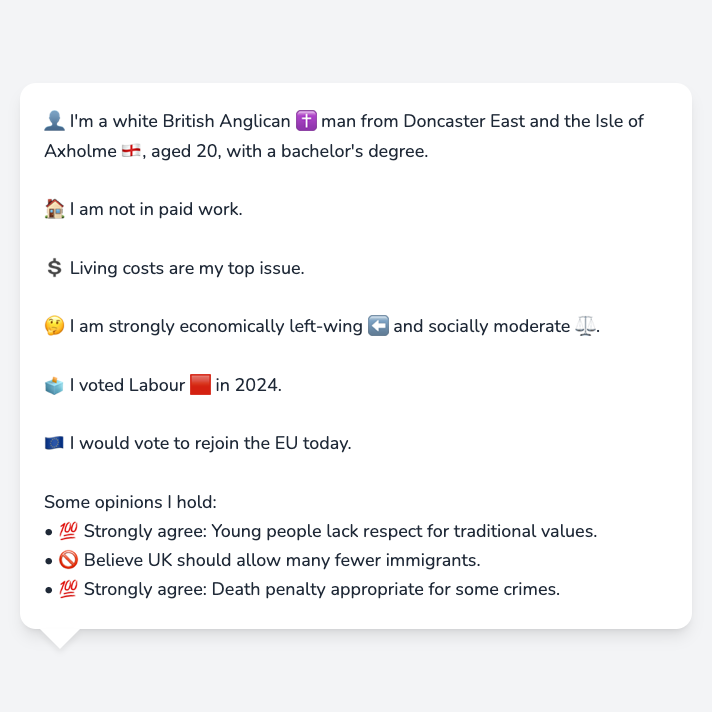 👤 I'm a white British Anglican ✝️ man from Doncaster East and the Isle of
Axholme 🏴󠁧󠁢󠁥󠁮󠁧󠁿, aged 20, with a bachelor's degree.
🏠 I am not in paid work.
💲 Living costs are my top issue.
🤔 I am strongly economically left-wing ⬅️ and socially moderate ⚖️.
🗳️ I voted Labour 🟥 in 2024.
🇪🇺 I would vote to rejoin the EU today.
Some opinions I hold:
• 💯 Strongly agree: Young people lack respect for traditional values.
• 🚫 Believe UK should allow many fewer immigrants.
• 💯 Strongly agree: Death penalty appropriate for some crimes.